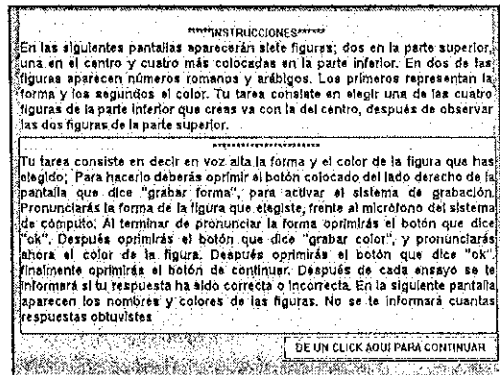 *****INSTRUCCIONES******
En las siguientes pantallas aparecerán siete figuras; dos en la parte superior,
una en el centro y cuatro más colocadas en la parte inferior. En dos de las
figuras aparecen números romanos y arábigos. Los primeros representan la
forma y los segundos el color. Tu tarea consiste en elegir una de las cuatro
figuras de la parte inferior que creas va con la del centro, después de observar
las dos figuras de la parte superior.
********************
Tu tarea consiste en decir en voz alta la forma y el color de la figura que has
elegido; Para hacerlo deberás oprimir el botón colocado del lado derecho de la
pantalla que dice "grabar forma", para activar el sistema de grabación.
Pronunciarás la forma de la figura que elegiste, frente al micrófono del sistema
de cómputo. Al terminar de pronunciar la forma oprimirás el botón que dice
"ok". Después oprimirás el botón que dice "grabar color", y pronunciarás
ahora el color de la figura. Después oprimirás el botón que dice "ok",
finalmente oprimirás el botón de continuar. Después de cada ensayo se te
informará si tu respuesta ha sido correcta o incorrecta. En la siguiente pantalla
aparecen los nombres y colores de las figuras. No se te informará cuantas
respuestas obtuvistes
DE UN CLICK AQUI PARA CONTINUAR